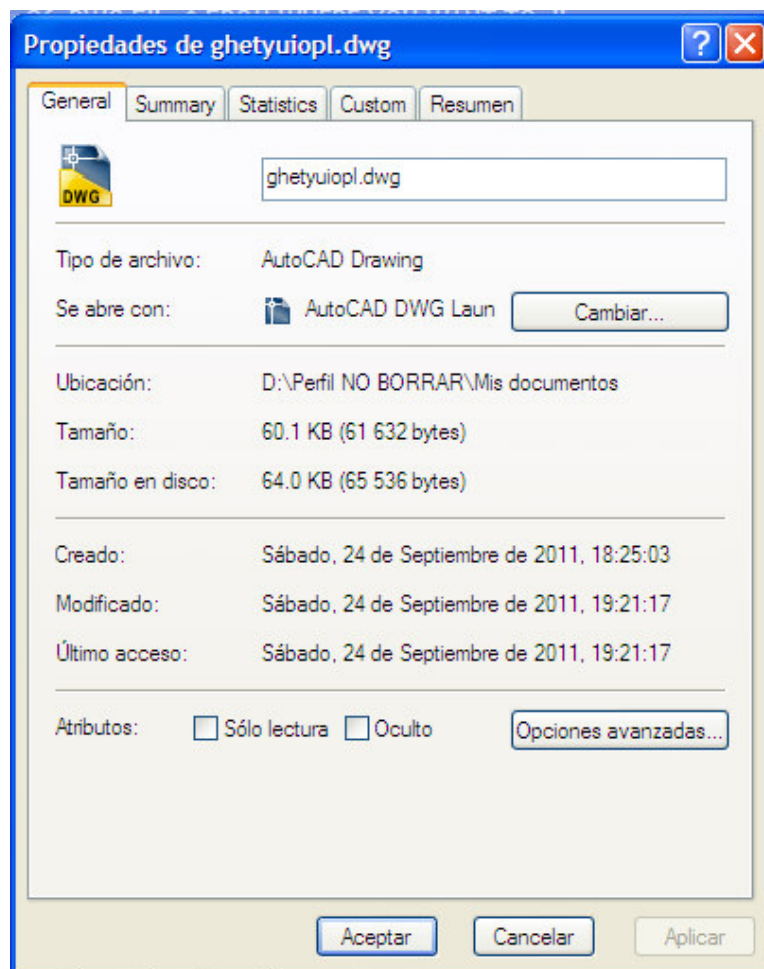 Propiedades de ghetyuiopl.dwg
General Summary Statistics Custom Resumen
DWG
ghetyuiopl.dwg
Tipo de archivo: AutoCAD Drawing
Se abre con: AutoCAD DWG Laun Cambiar...
Ubicación: D:\Perfil NO BORRAR\Mis documentos
Tamaño: 60.1 KB (61 632 bytes)
Tamaño en disco: 64.0 KB (65 536 bytes)
Creado: Sábado, 24 de Septiembre de 2011, 18:25:03
Modificado: Sábado, 24 de Septiembre de 2011, 19:21:17
Último acceso: Sábado, 24 de Septiembre de 2011, 19:21:17
Atributos: Sólo lectura Oculto Opciones avanzadas...
Aceptar Cancelar Aplicar